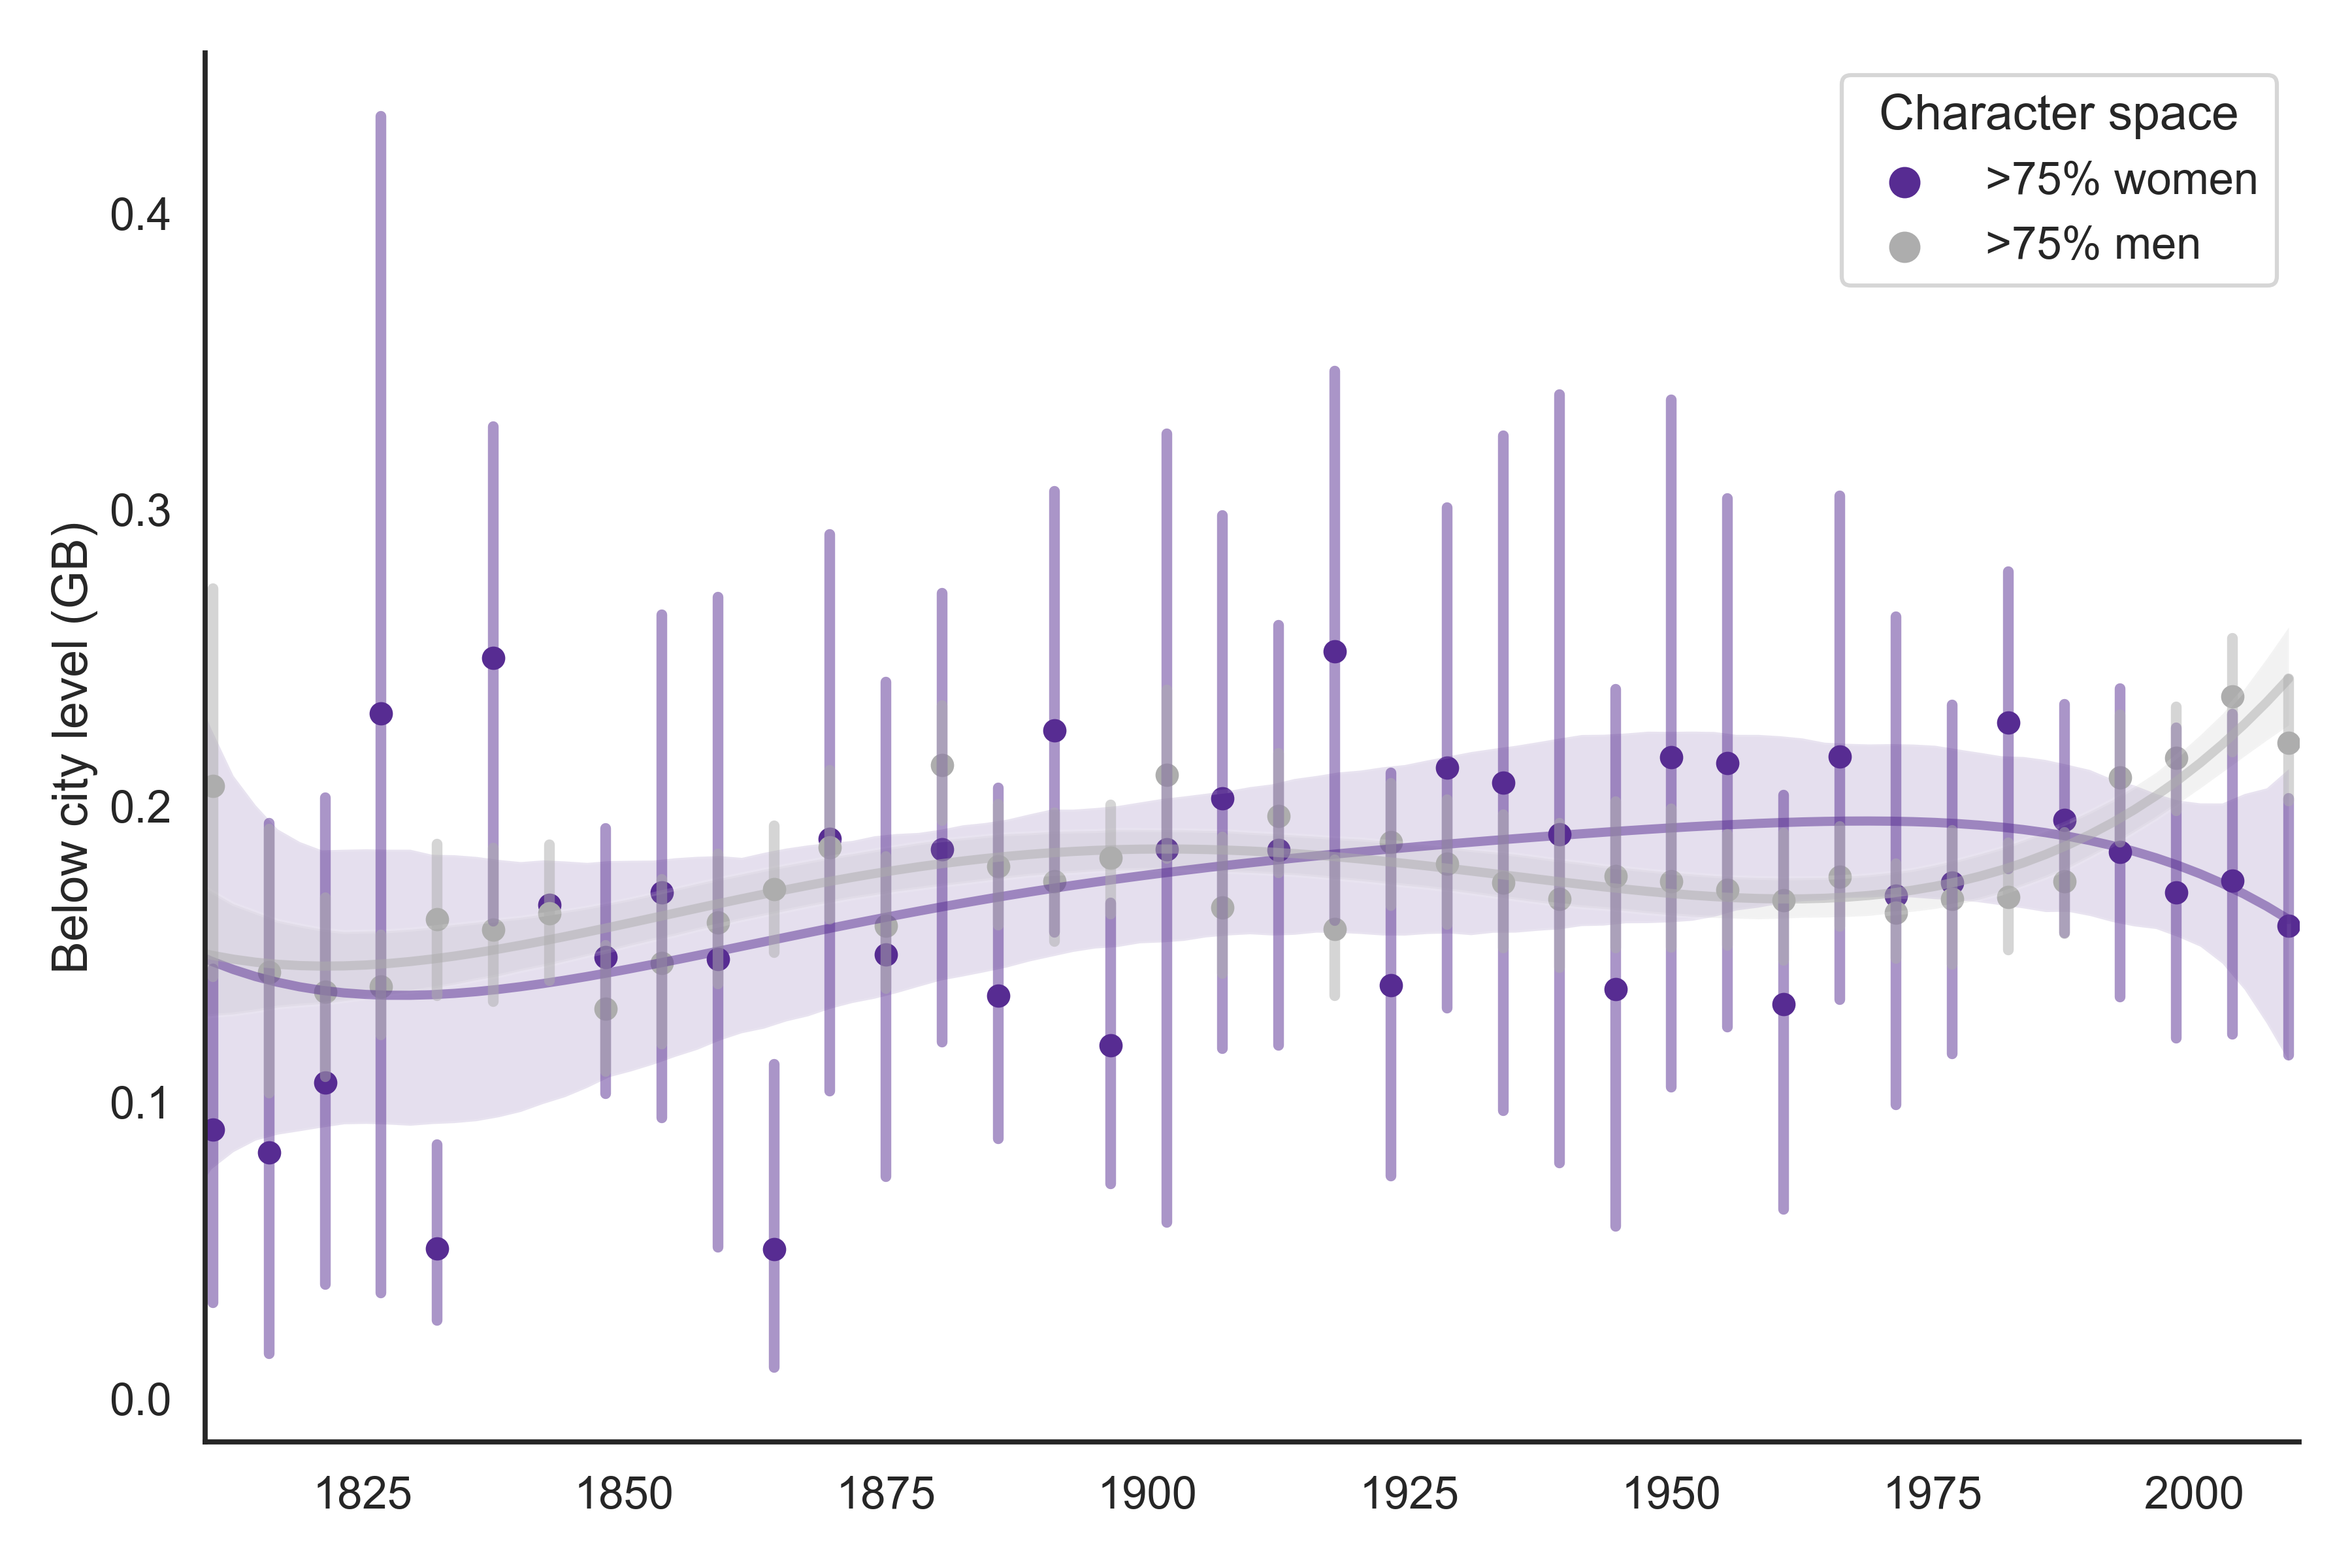 Character space
>75% women
>75% men
Below city level (GB)
0.4
0.3
0.2
0.1
0.0
1825 1850 1875 1900 1925 1950 1975 2000